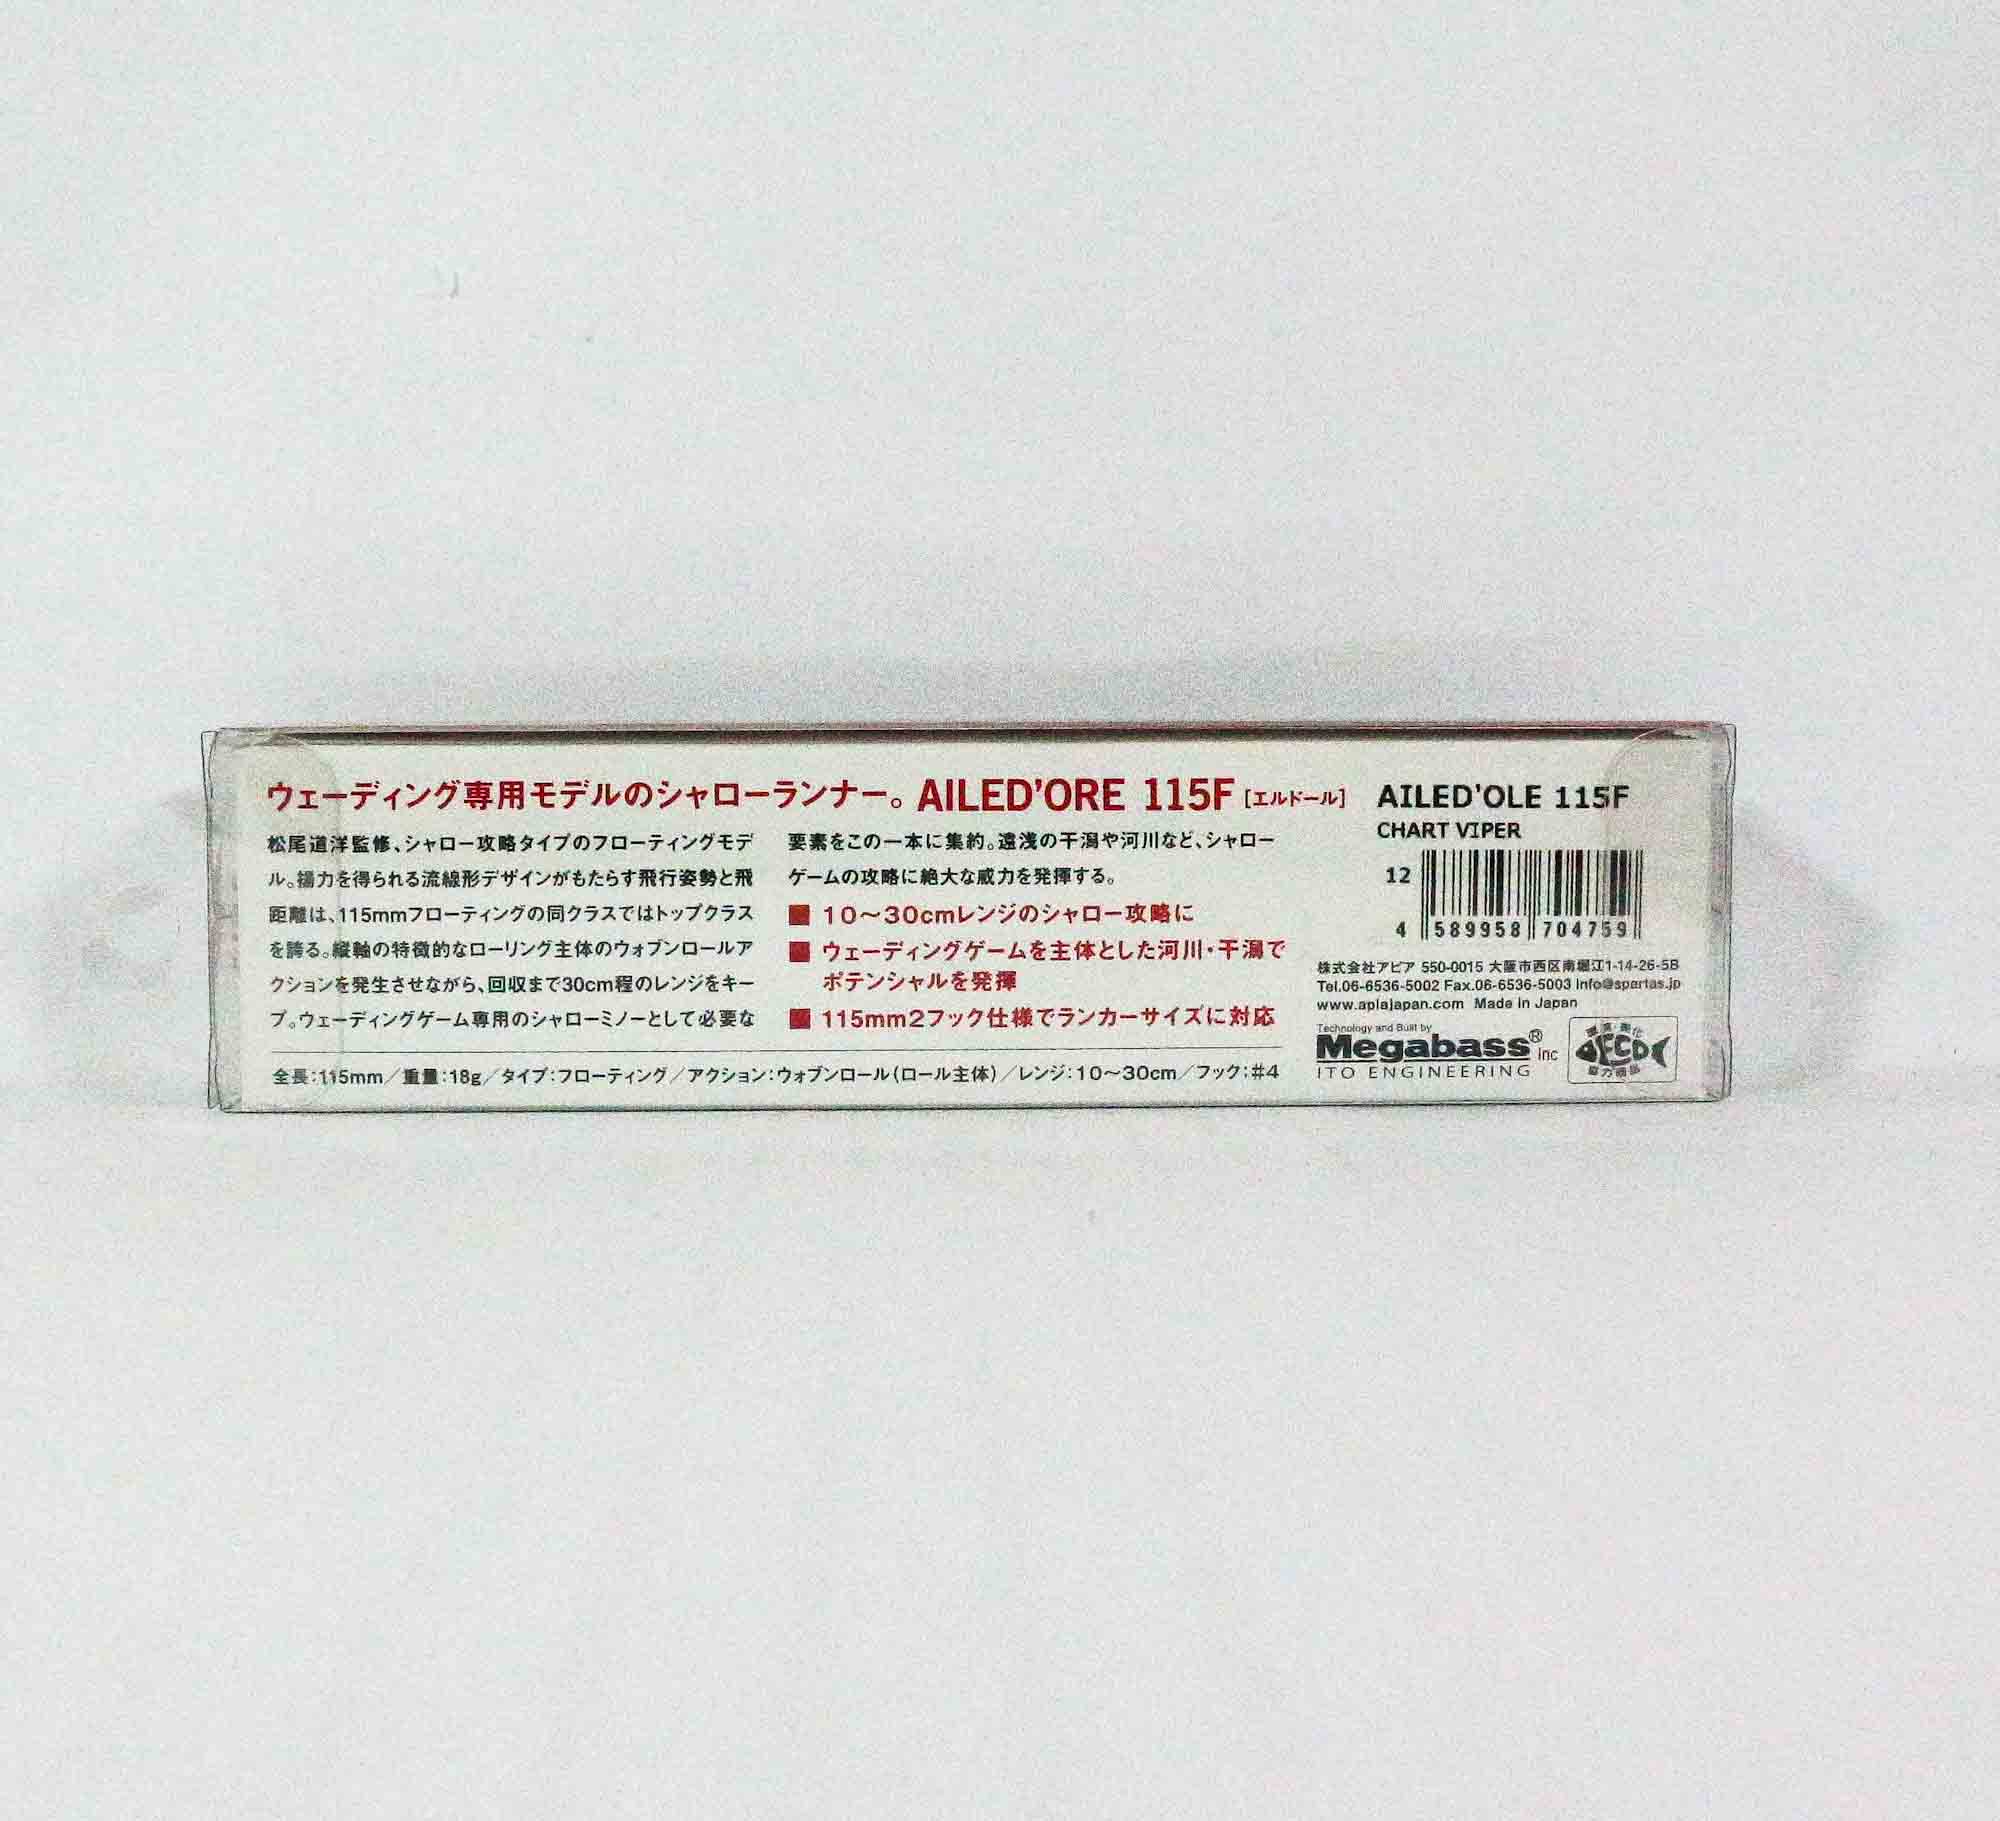 ウェーディング専用モデルのシャローランナー。AILED'ORE 115F [エルドール]
松尾道洋監修、シャロー攻略タイプのフローティングモデ
ル。揚力を得られる流線形デザインがもたらす飛行姿勢と飛
距離は、115mmフローティングの同クラスではトップクラス
を誇る。縦軸の特徴的なローリング主体のウォブンロールア
クションを発生させながら、回収まで30cm程のレンジをキー
プ。ウェーディングゲーム専用のシャローミノーとして必要な
要素をこの一本に集約。遠浅の干潟や河川など、シャロー
ゲームの攻略に絶大な威力を発揮する。
■ 10〜30cmレンジのシャロー攻略に
■ ウェーディングゲームを主体とした河川・干潟で
ポテンシャルを発揮
■ 115mm2フック仕様でランカーサイズに対応
全長:115mm/重量:18g/タイプ:フローティング/アクション:ウォブンロール(ロール主体)/レンジ:10〜30cm/フック:#4
AILED'OLE 115F
CHART VIPER
12
4 589958 704759
株式会社アピア 550-0015 大阪市西区南堀江1-14-26-5B
Tel.06-6536-5002 Fax.06-6536-5003 info@spartas.jp
www.apiajapan.com Made in Japan
Technology and Built by
Megabass® inc
ITO ENGINEERING
環境・美化
ECO
協力商品